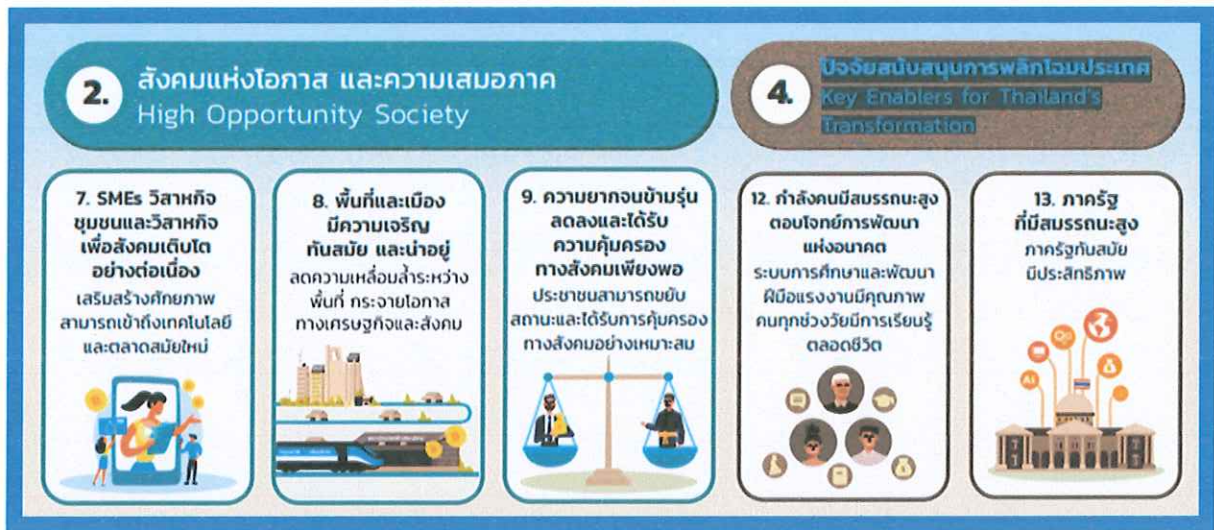 2.
สังคมแห่งโอกาส และความเสมอภาค
High Opportunity Society
4.
ปัจจัยสนับสนุนการพลิกโฉมประเทศ
Key Enablers for Thailand's
Transformation
7. SMEs วิสาหกิจ
ชุมชนและวิสาหกิจ
เพื่อสังคมเติบโต
อย่างต่อเนื่อง
เสริมสร้างศักยภาพ
สามารถเข้าถึงเทคโนโลยี
และตลาดสมัยใหม่
8. พื้นที่และเมือง
มีความเจริญ
ทันสมัย และน่าอยู่
ลดความเหลื่อมล้ำระหว่าง
พื้นที่ กระจายโอกาส
ทางเศรษฐกิจและสังคม
9. ความยากจนข้ามรุ่น
ลดลงและได้รับ
ความคุ้มครอง
ทางสังคมเพียงพอ
ประชาชนสามารถขยับ
สถานะและได้รับการคุ้มครอง
ทางสังคมอย่างเหมาะสม
12. กำลังคนมีสมรรถนะสูง
ตอบโจทย์การพัฒนา
แห่งอนาคต
ระบบการศึกษาและพัฒนา
ฝีมือแรงงานมีคุณภาพ
คนทุกช่วงวัยมีการเรียนรู้
ตลอดชีวิต
13. ภาครัฐ
ที่มีสมรรถนะสูง
ภาครัฐทันสมัย
มีประสิทธิภาพ
AI